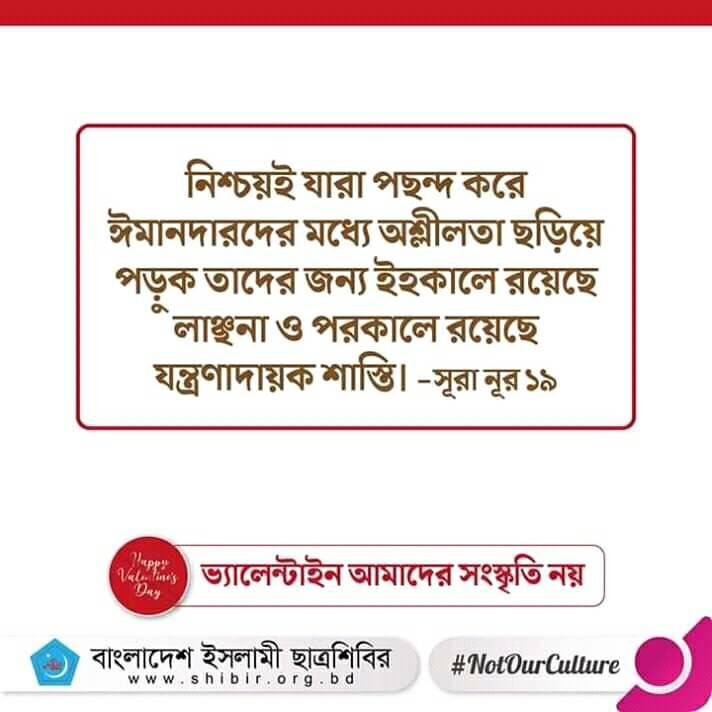 নিশ্চয়ই যারা পছন্দ করে
ঈমানদারদের মধ্যে অশ্লীলতা ছড়িয়ে
পড়ুক তাদের জন্য ইহকালে রয়েছে
লাঞ্ছনা ও পরকালে রয়েছে
যন্ত্রণাদায়ক শাস্তি। -সূরা নূর ১৯
Happy
Valentine's
Day
ভ্যালেন্টাইন আমাদের সংস্কৃতি নয়
বাংলাদেশ ইসলামী ছাত্রশিবির
www.shibir.org.bd
#NotOurCulture